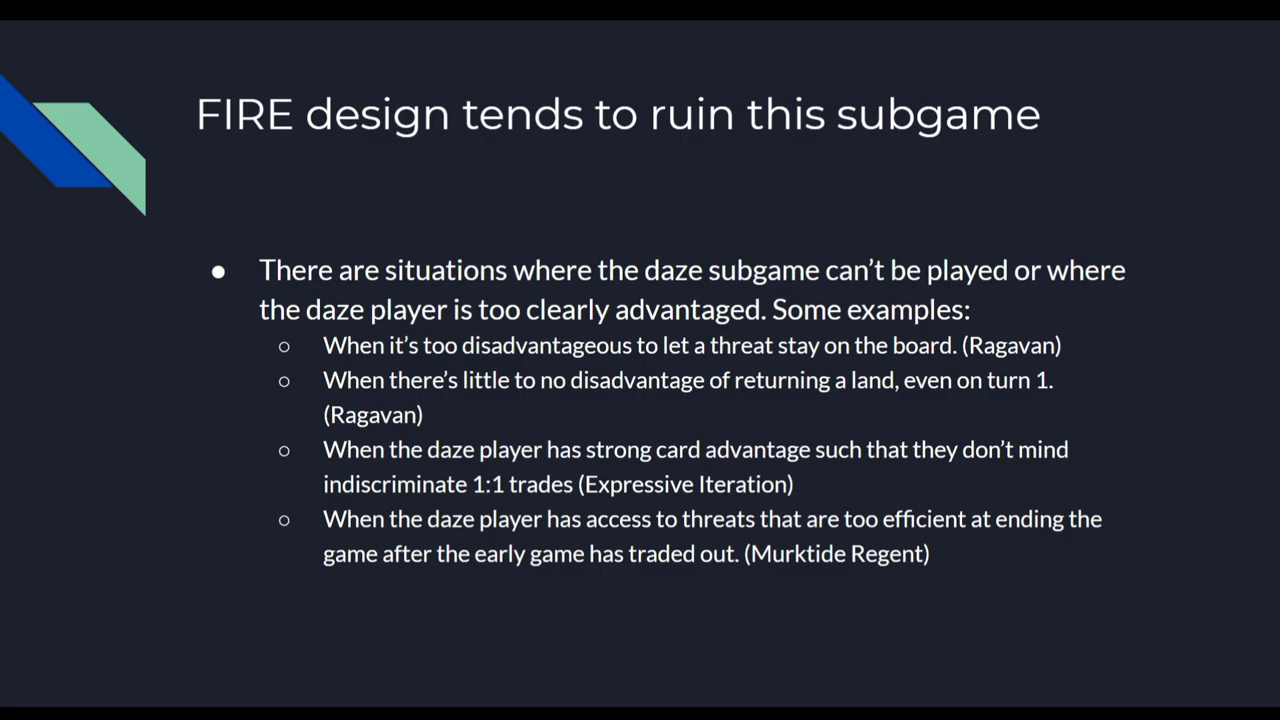 FIRE design tends to ruin this subgame
● There are situations where the daze subgame can’t be played or where
the daze player is too clearly advantaged. Some examples:
○ When it’s too disadvantageous to let a threat stay on the board. (Ragavan)
○ When there’s little to no disadvantage of returning a land, even on turn 1.
(Ragavan)
○ When the daze player has strong card advantage such that they don’t mind
indiscriminate 1:1 trades (Expressive Iteration)
○ When the daze player has access to threats that are too efficient at ending the
game after the early game has traded out. (Murktide Regent)